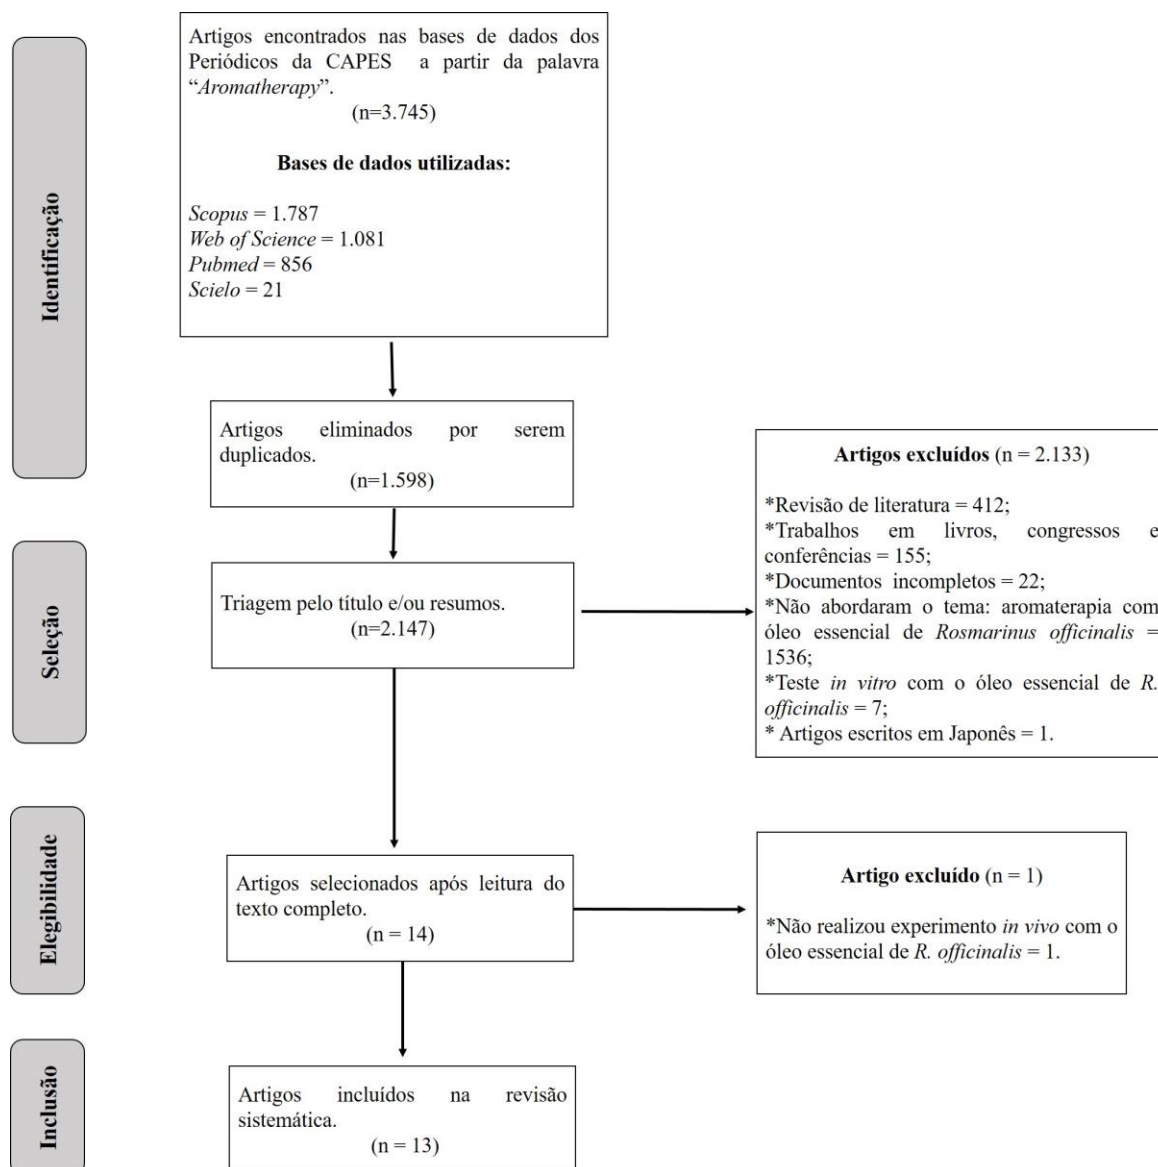 Identificação
Artigos encontrados nas bases de dados dos
Periódicos da CAPES a partir da palavra
“Aromatherapy”.
(n=3.745)
Bases de dados utilizadas:
Scopus = 1.787
Web of Science = 1.081
Pubmed = 856
Scielo = 21
Artigos eliminados por serem
duplicados.
(n=1.598)
Seleção
Triagem pelo título e/ou resumos.
(n=2.147)
Artigos excluídos (n = 2.133)
*Revisão de literatura = 412;
*Trabalhos em livros, congressos e
conferências = 155;
*Documentos incompletos = 22;
*Não abordaram o tema: aromaterapia com
óleo essencial de Rosmarinus officinalis =
1536;
*Teste in vitro com o óleo essencial de R.
officinalis = 7;
* Artigos escritos em Japonês = 1.
Elegibilidade
Artigos selecionados após leitura do
texto completo.
(n = 14)
Artigo excluído (n = 1)
*Não realizou experimento in vivo com o
óleo essencial de R. officinalis = 1.
Inclusão
Artigos incluídos na revisão
sistemática.
(n = 13)